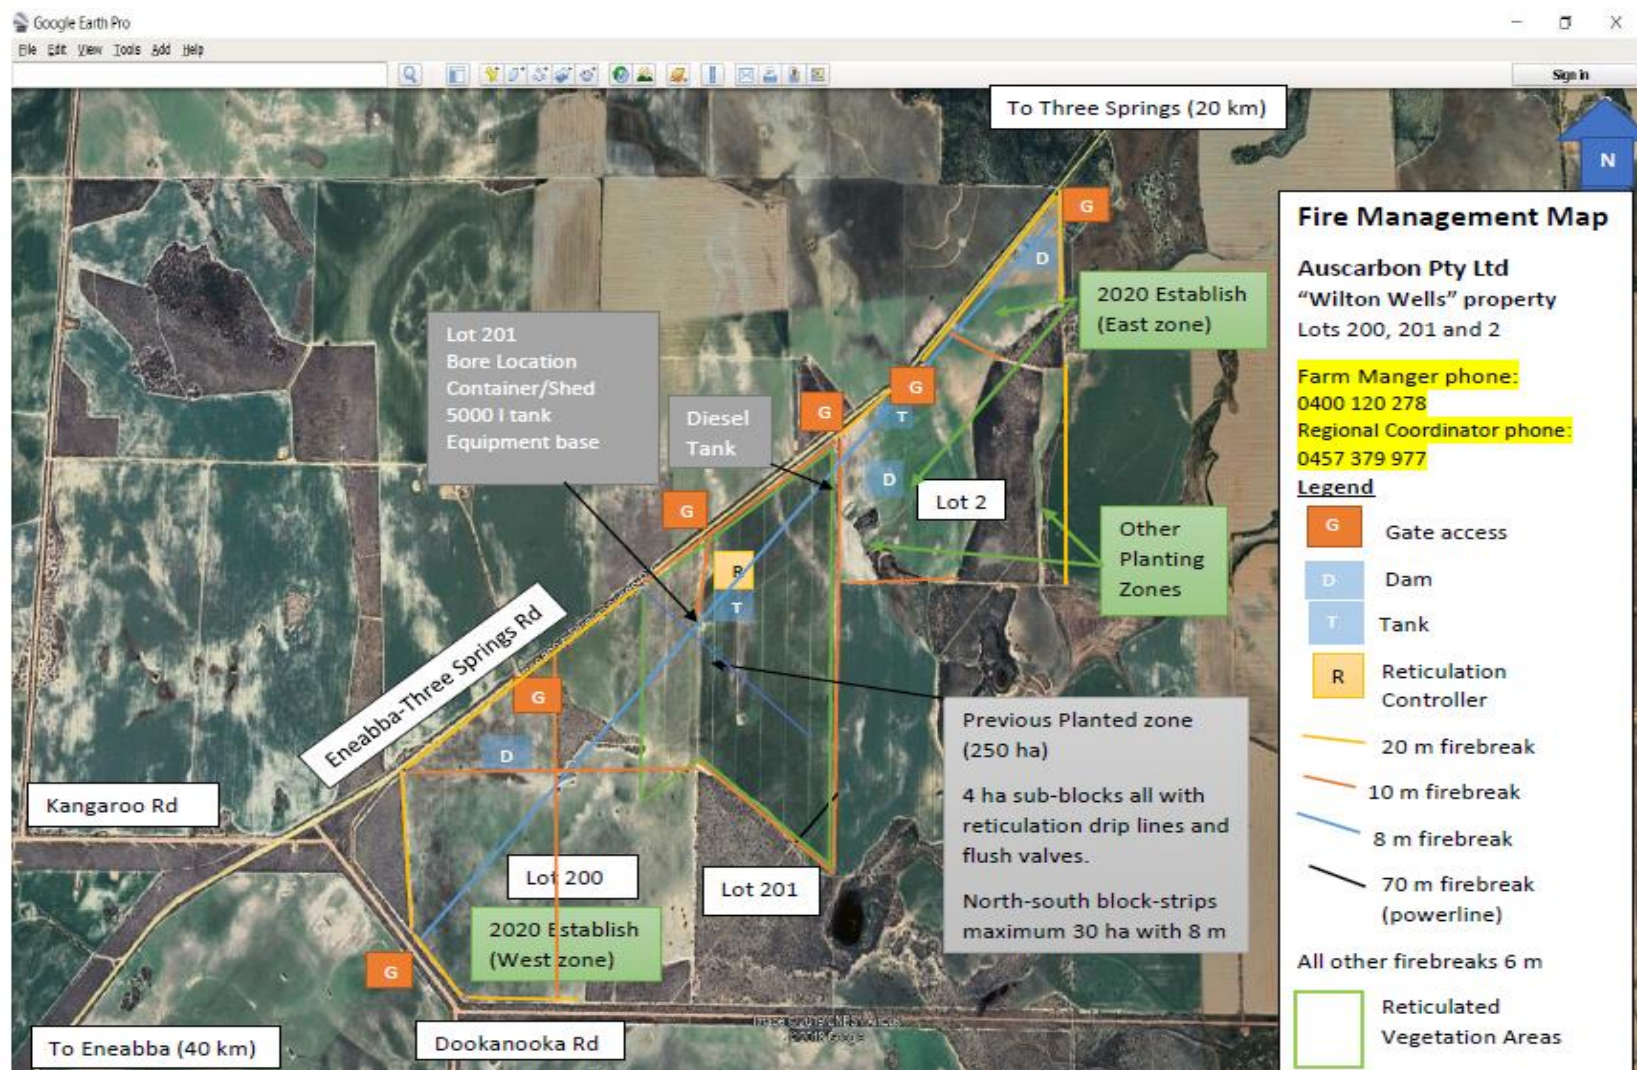 Google Earth Pro
File Edit View Tools Add Help
Sign in
To Three Springs (20 km)
N
G
D
2020 Establish
(East zone)
Lot 201
Bore Location
Container/Shed
5000 l tank
Equipment base
Diesel
Tank
G
G
T
D
Lot 2
G
Other
Planting
Zones
R
T
Eneabba-Three Springs Rd
G
D
Kangaroo Rd
Previous Planted zone
(250 ha)
4 ha sub-blocks all with
reticulation drip lines and
flush valves.
North-south block-strips
maximum 30 ha with 8 m
Lot 200
Lot 201
2020 Establish
(West zone)
G
To Eneabba (40 km)
Dookanooka Rd
Fire Management Map
Auscarbon Pty Ltd
“Wilton Wells” property
Lots 200, 201 and 2
Farm Manger phone:
0400 120 278
Regional Coordinator phone:
0457 379 977
Legend
G Gate access
D Dam
T Tank
R Reticulation
Controller
20 m firebreak
10 m firebreak
8 m firebreak
70 m firebreak
(powerline)
All other firebreaks 6 m
Reticulated
Vegetation Areas